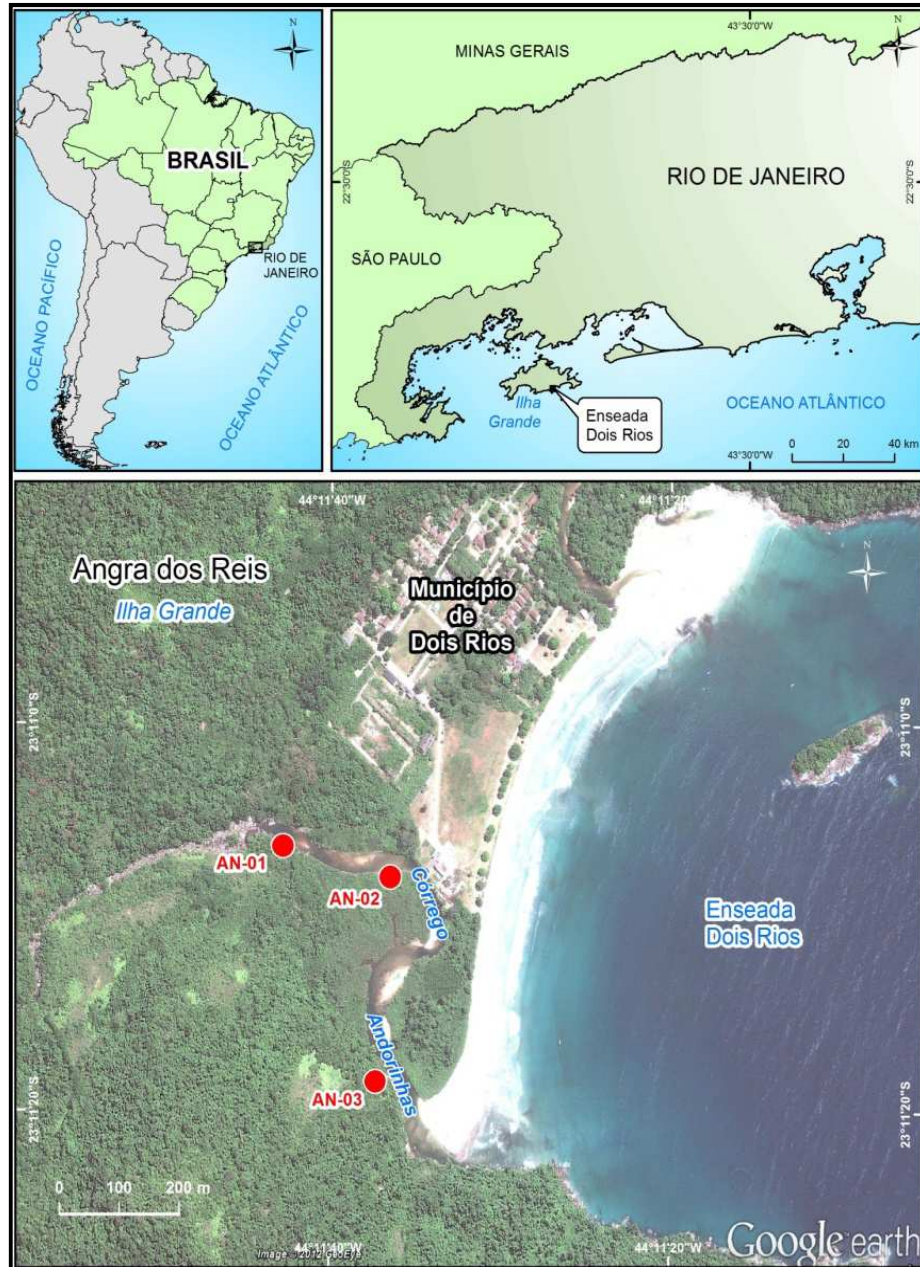 N
BRASIL
RIO DE
JANEIRO
OCEANO PACÍFICO
OCEANO ATLÂNTICO
43°30'0"W
N
MINAS GERAIS
22°30'S
22°30'S
RIO DE JANEIRO
SÃO PAULO
Ilha
Grande
Enseada
Dois Rios
OCEANO ATLÂNTICO
0 20 40 km
43°30'0"W
44°11'40"W
44°11'20"W
N
Angra dos Reis
Ilha Grande
Município
de
Dois Rios
23°11'0"S
23°11'0"S
AN-01
AN-02
Córrego
Enseada
Dois Rios
Andorinhas
AN-03
23°11'20"S
23°11'20"S
0 100 200 m
44°11'40"W
44°11'20"W
Image © 2012 GeoEye
Google earth